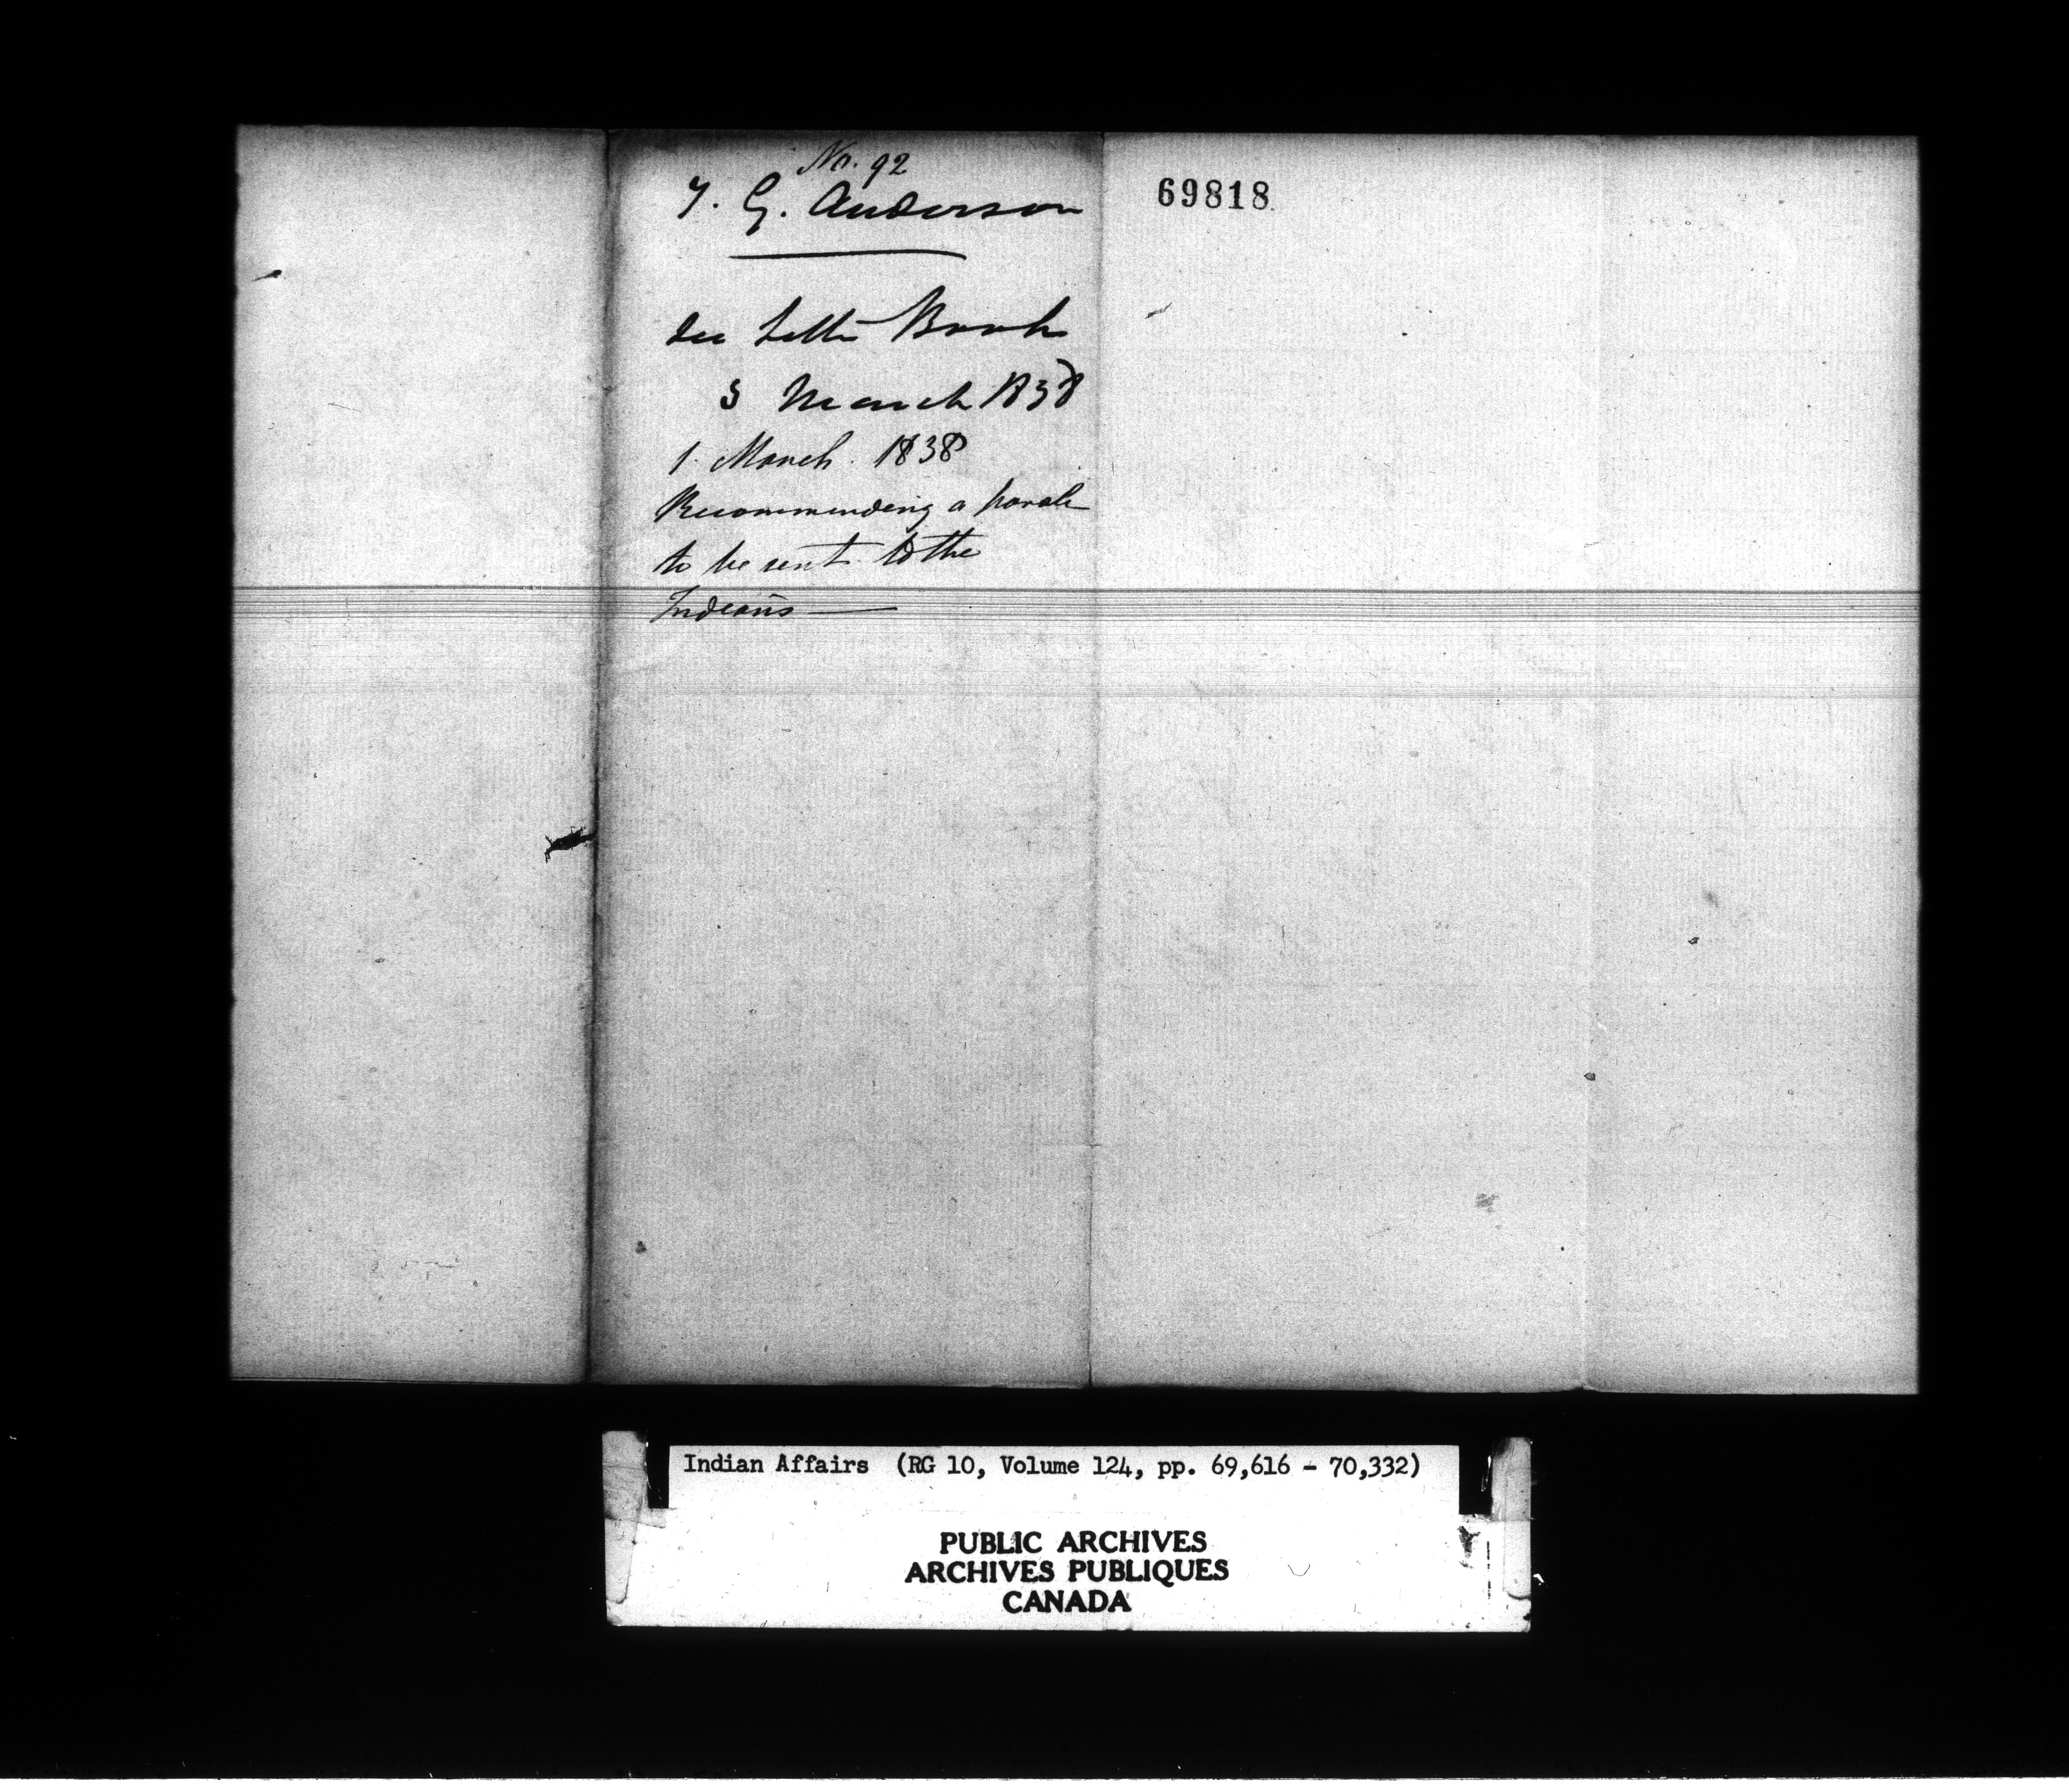 No. 92
T. G. Anderson
See Letter Book
3 March 1838
1. March. 1838
Recommending a parole
to be sent to the
Indians —
69818
Indian Affairs (RG 10, Volume 124, pp. 69,616 - 70,332)
PUBLIC ARCHIVES
ARCHIVES PUBLIQUES
CANADA